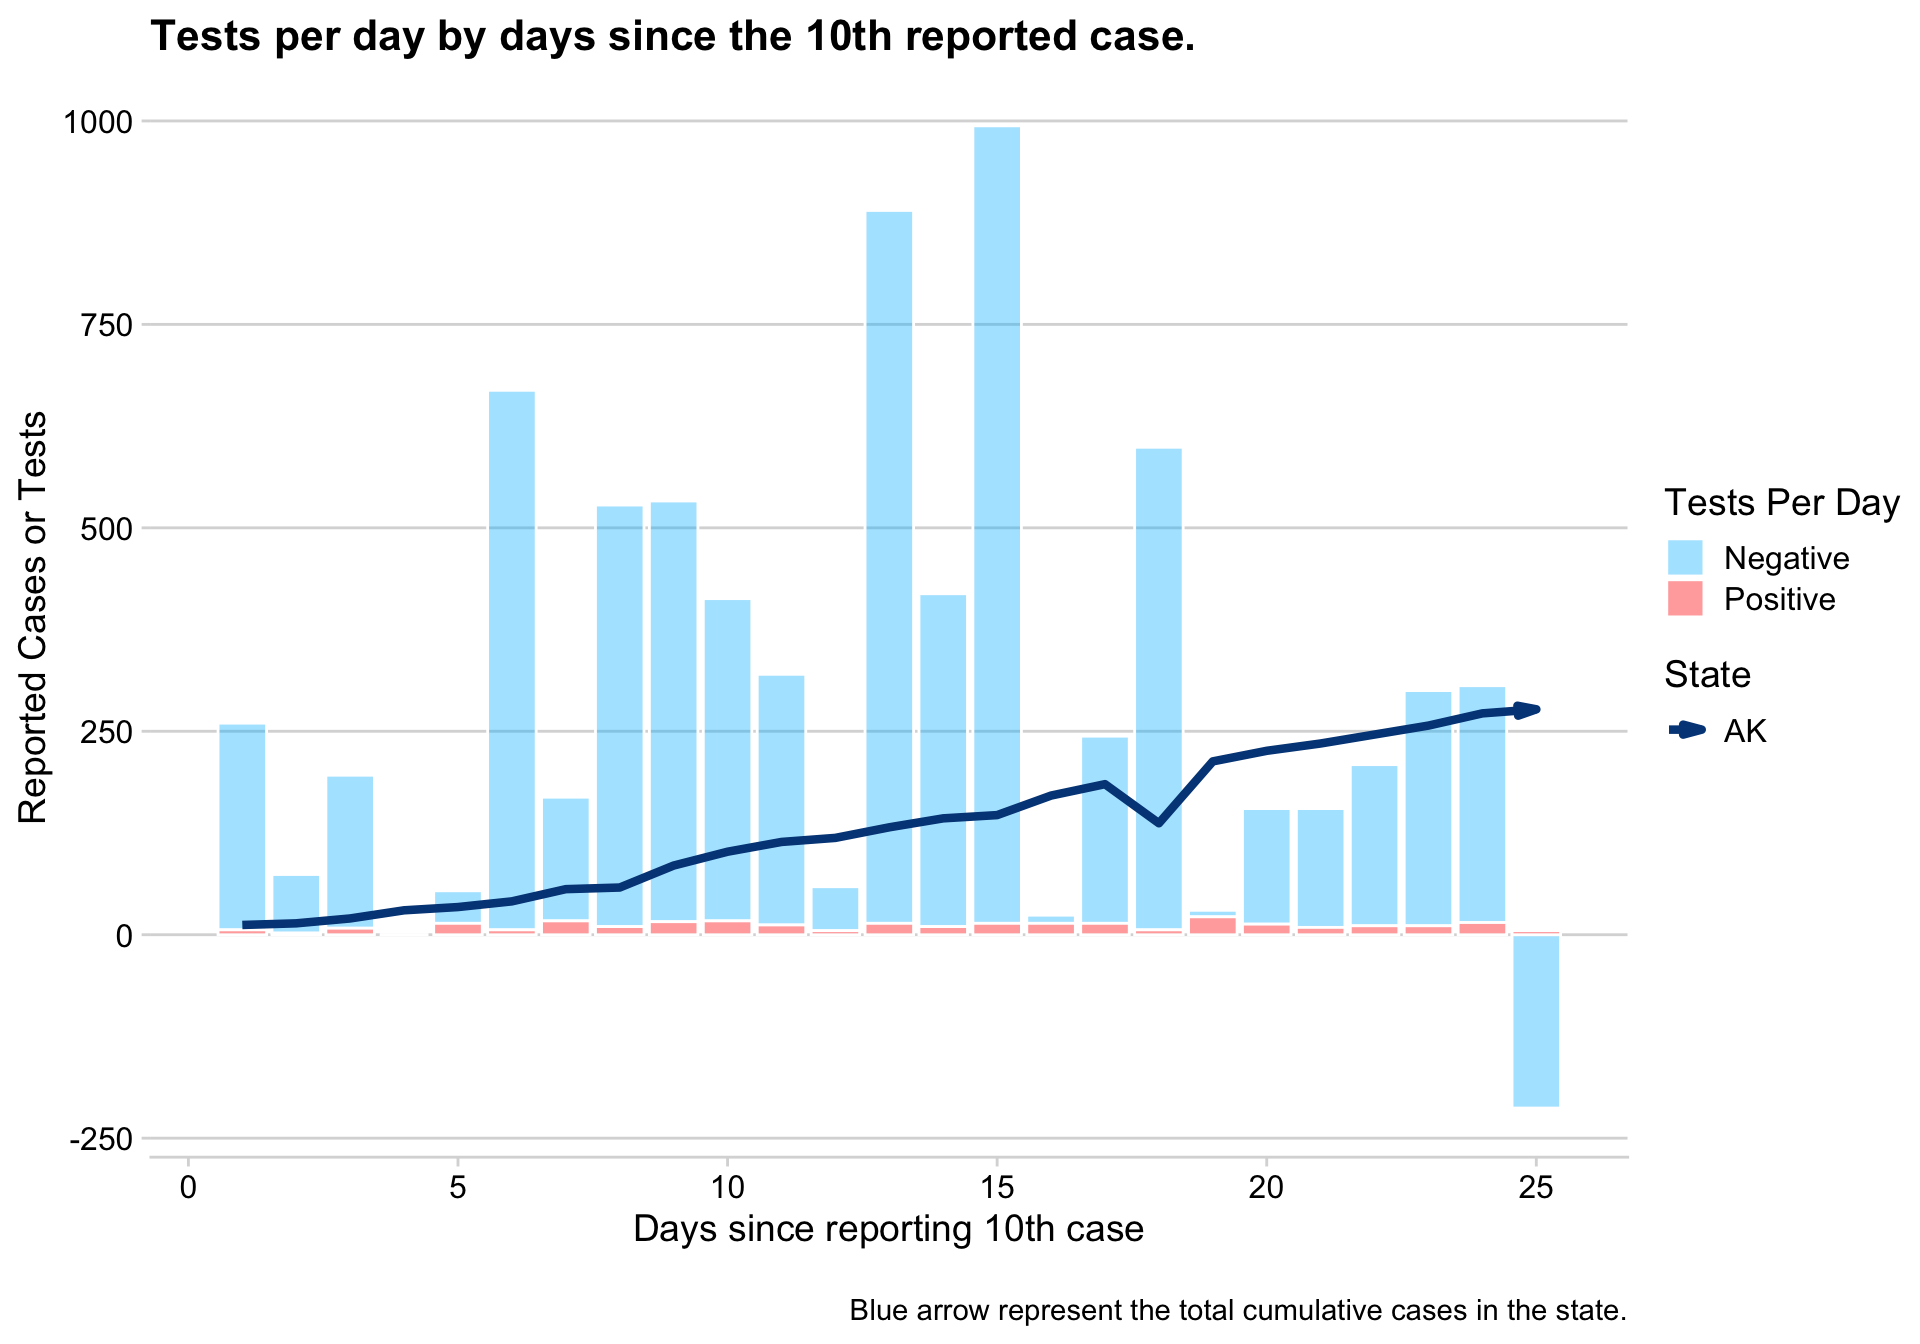 Tests per day by days since the 10th reported case.
1000
750
500
250
0
-250
Reported Cases or Tests
0 5 10 15 20 25
Days since reporting 10th case
Tests Per Day
Negative
Positive
State
AK
Blue arrow represent the total cumulative cases in the state.